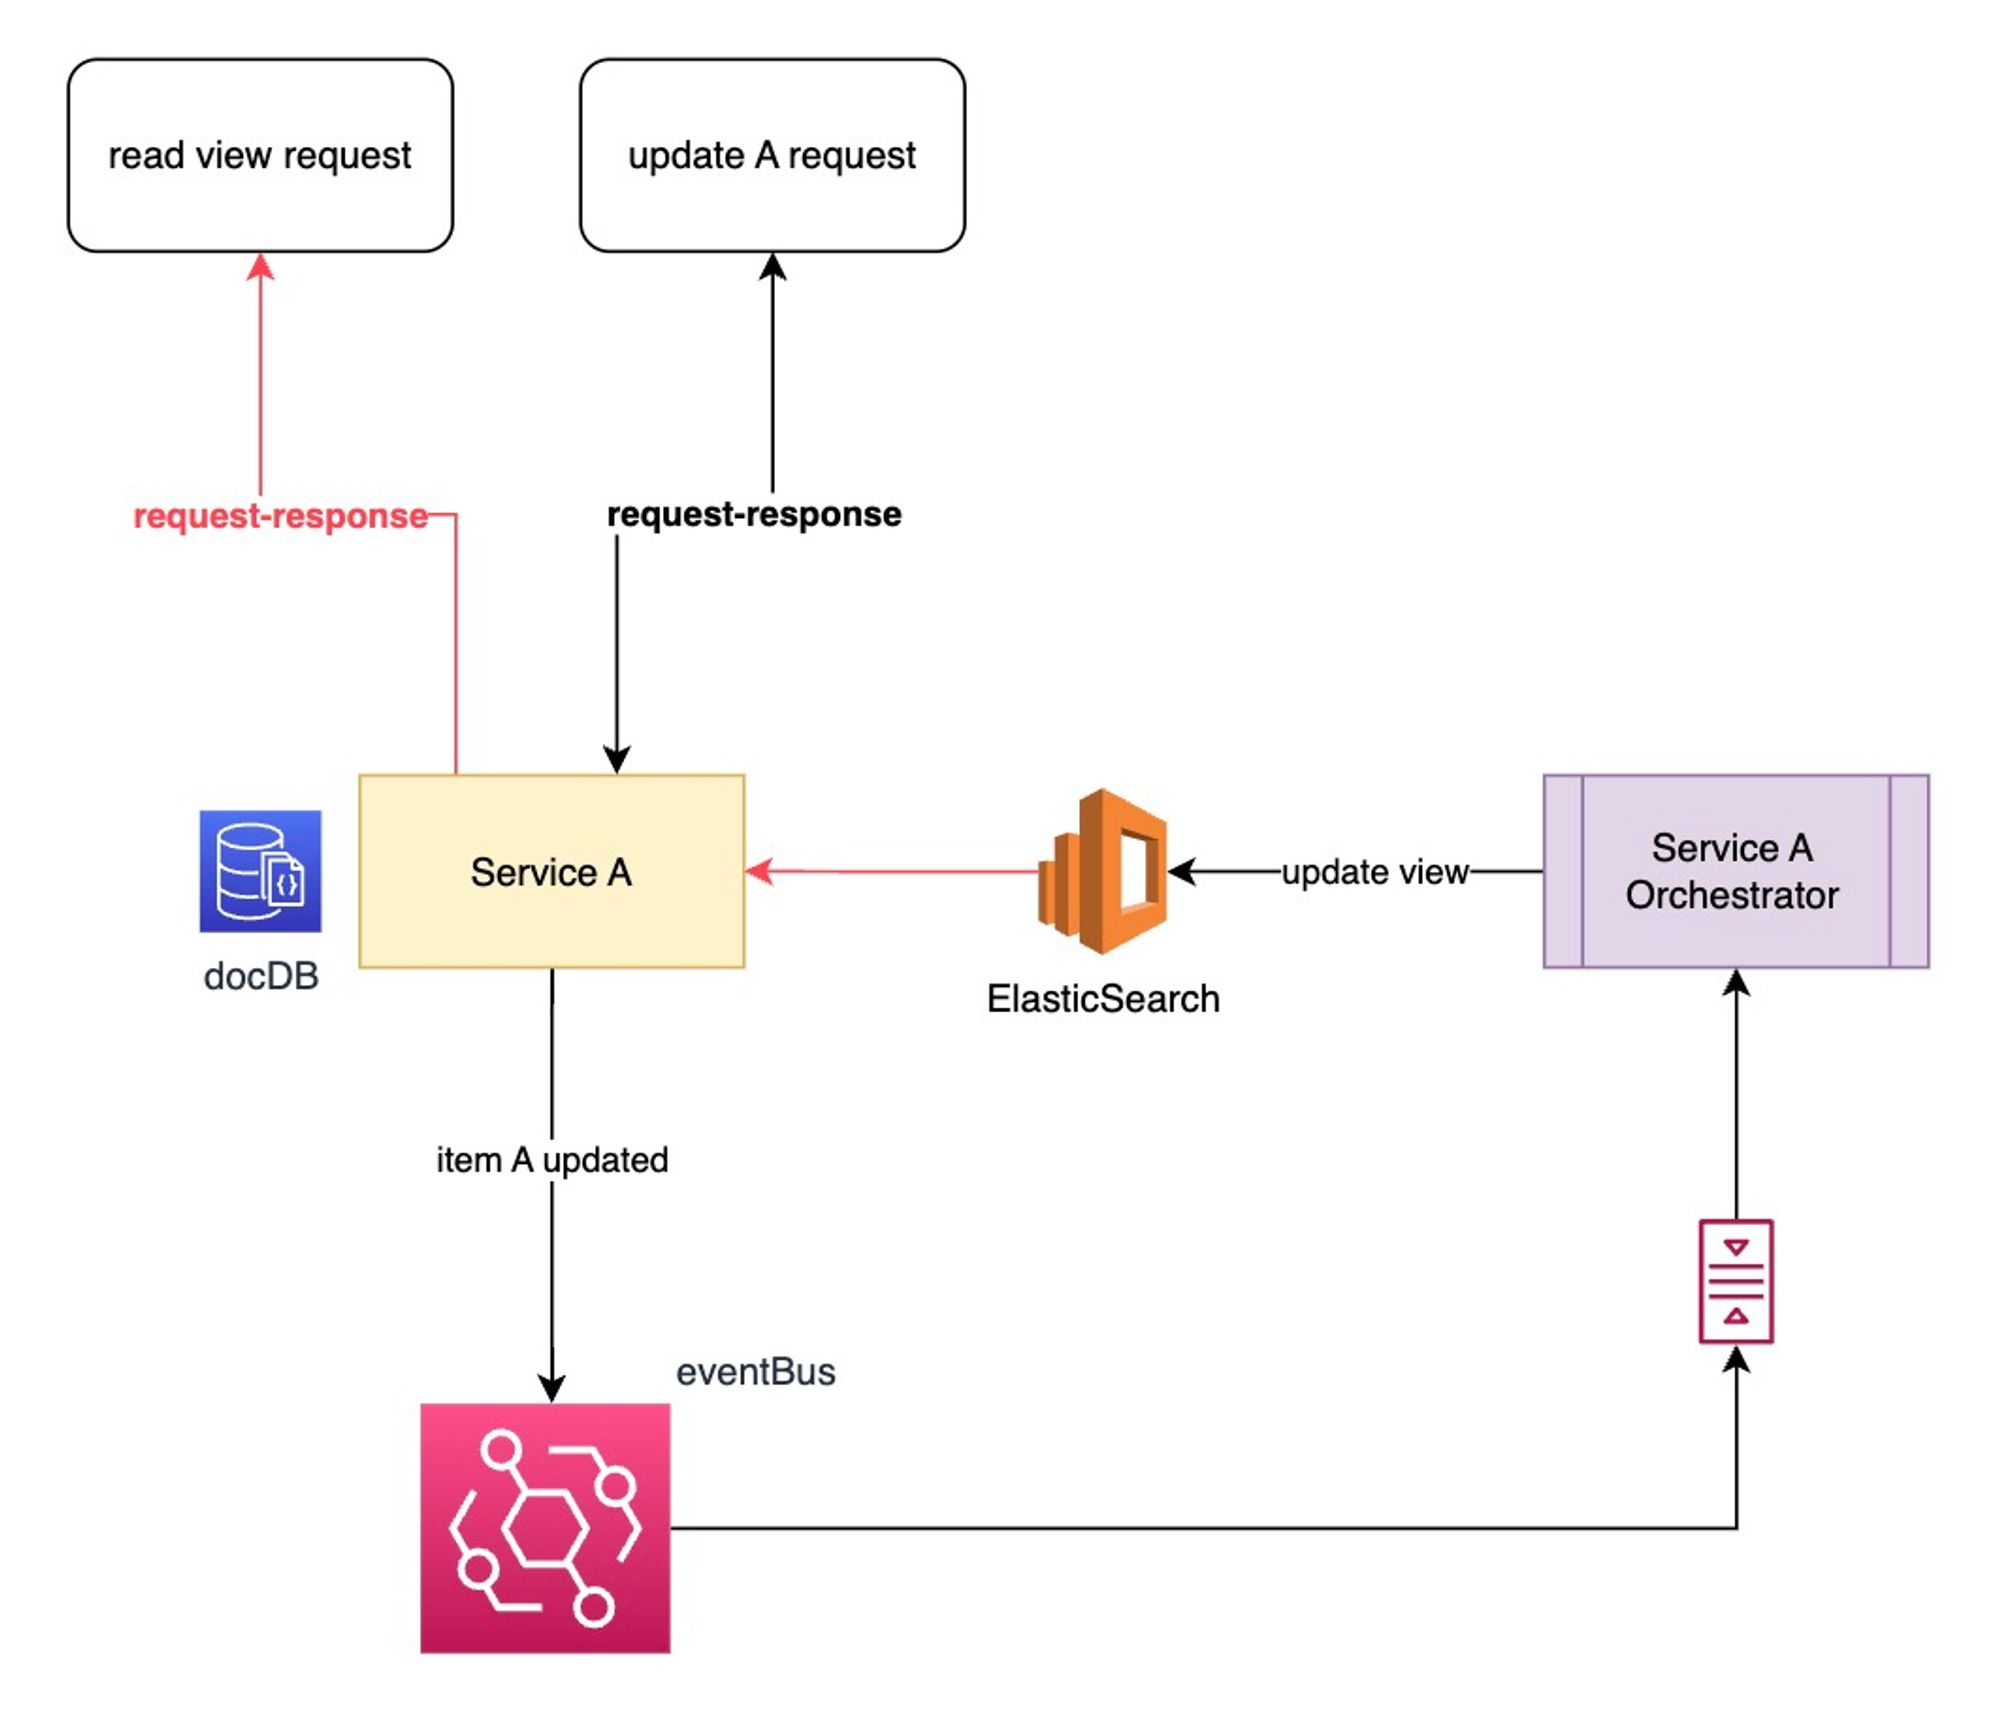 read view request
update A request
request-response
request-response
Service A
update view
Service A
Orchestrator
docDB
ElasticSearch
item A updated
eventBus